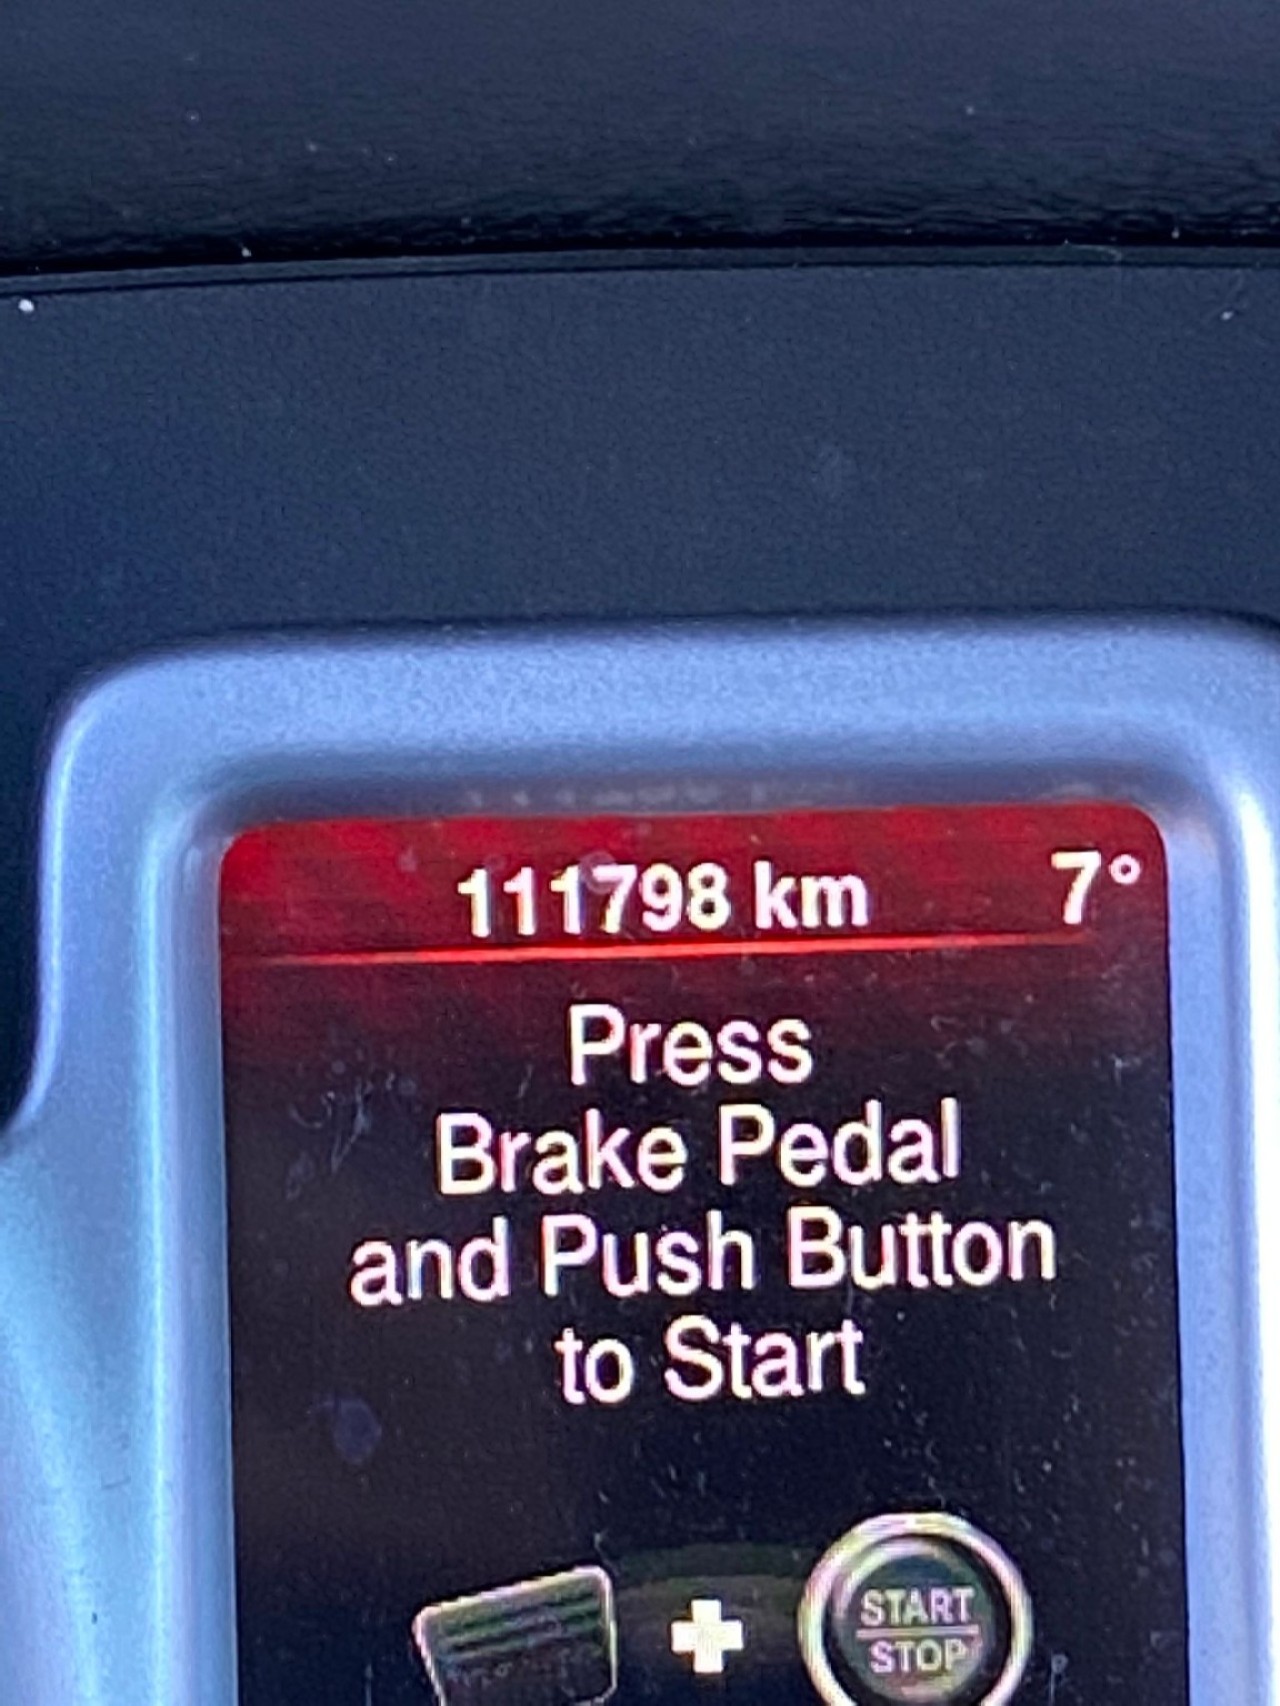 111798 km 7°
Press
Brake Pedal
and Push Button
to Start
START
STOP